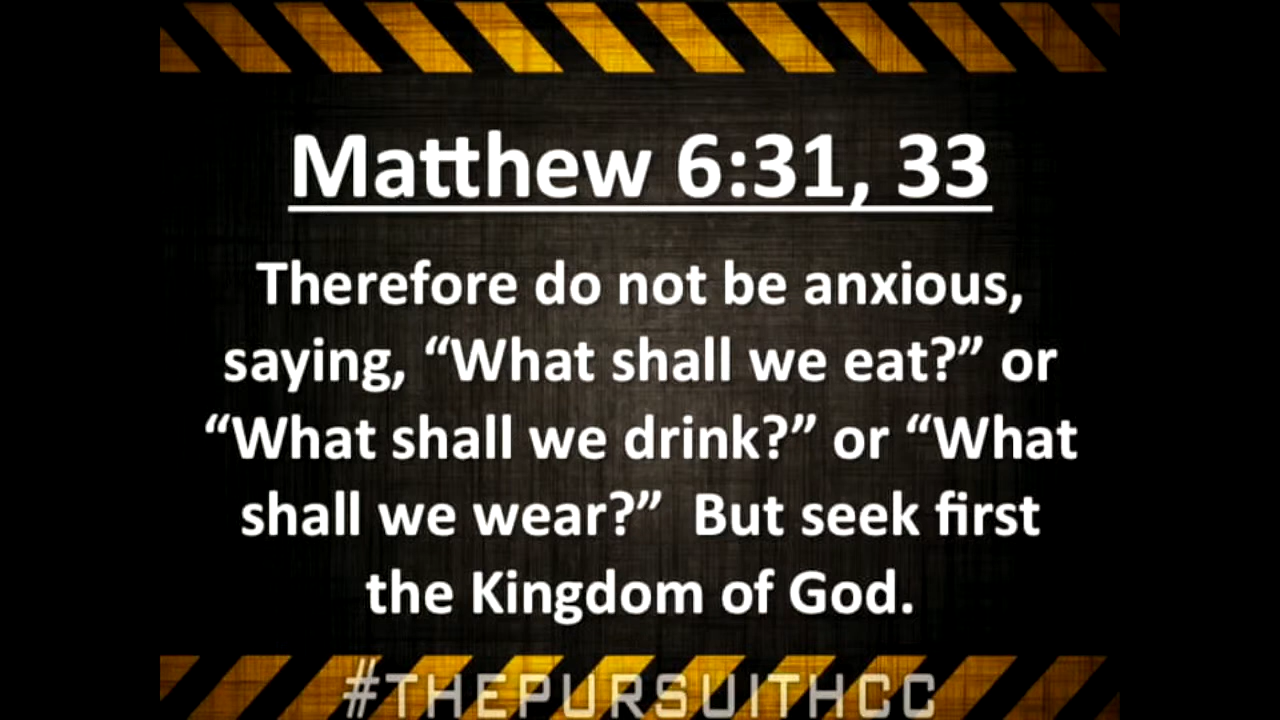 Matthew 6:31, 33
Therefore do not be anxious,
saying, “What shall we eat?” or
“What shall we drink?” or “What
shall we wear?”  But seek first
the Kingdom of God.
#THEPURSUITHCC